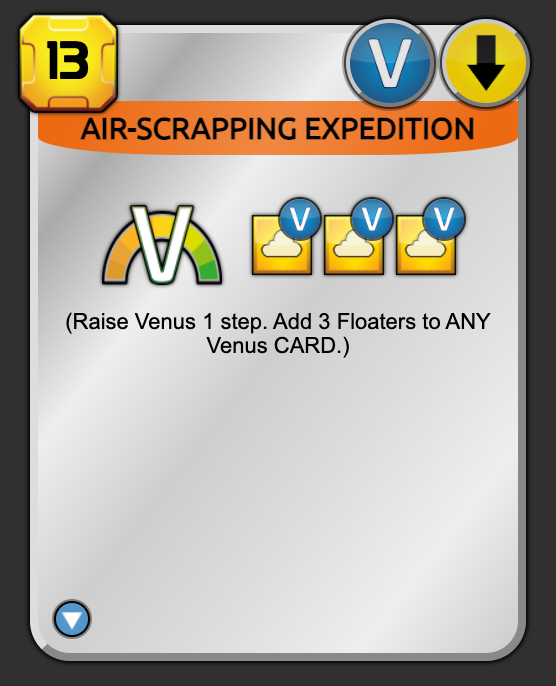 13
V
AIR-SCRAPPING EXPEDITION
V
V V V
(Raise Venus 1 step. Add 3 Floaters to ANY
Venus CARD.)